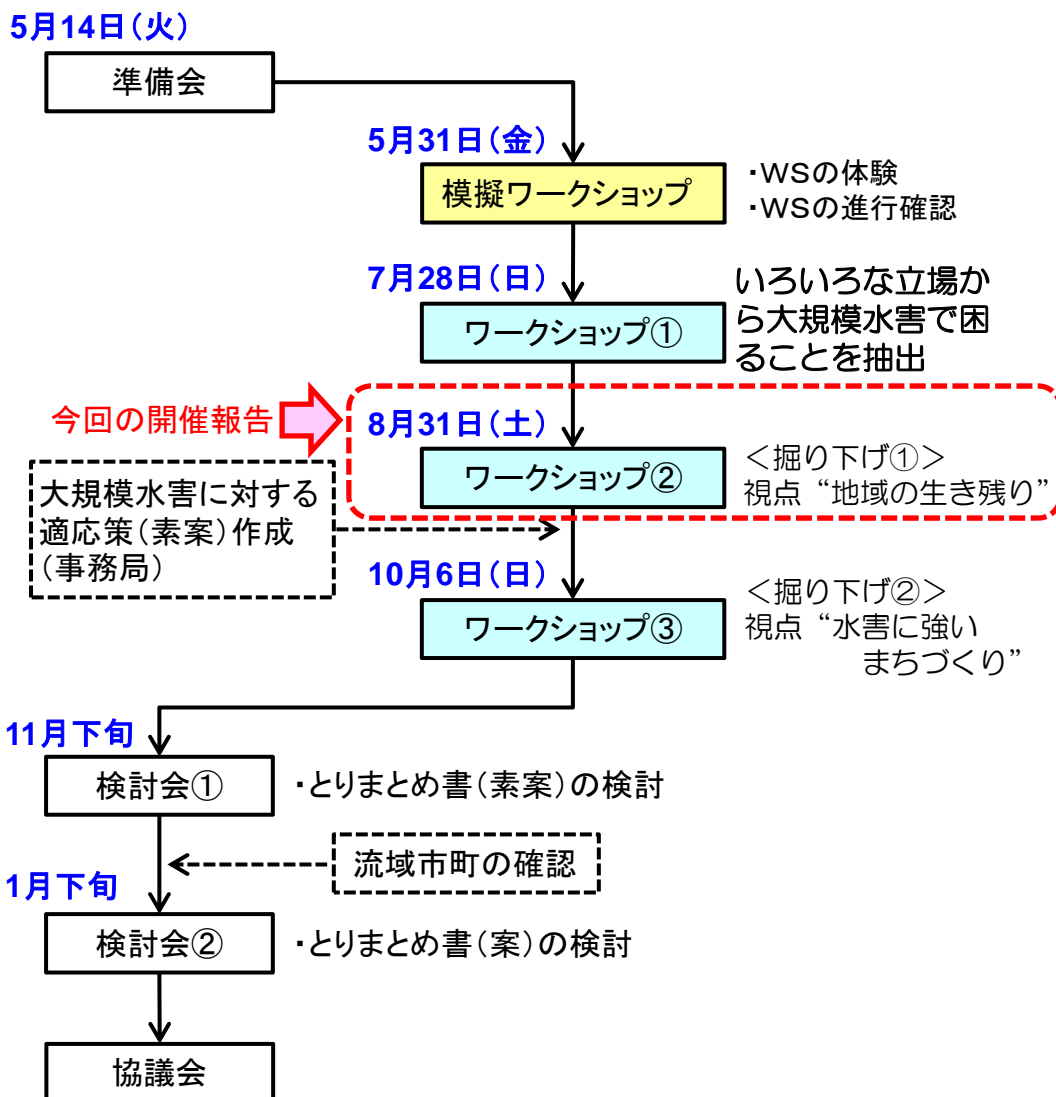 5月14日(火)
準備会
5月31日(金)
模擬ワークショップ
・WSの体験
・WSの進行確認
7月28日(日)
ワークショップ①
いろいろな立場か
ら大規模水害で困
ることを抽出
今回の開催報告
8月31日(土)
ワークショップ②
<掘り下げ①>
視点 “地域の生き残り”
大規模水害に対する
適応策(素案)作成
(事務局)
10月6日(日)
ワークショップ③
<掘り下げ②>
視点 “水害に強い
まちづくり”
11月下旬
検討会①
・とりまとめ書(素案)の検討
流域市町の確認
1月下旬
検討会②
・とりまとめ書(案)の検討
協議会